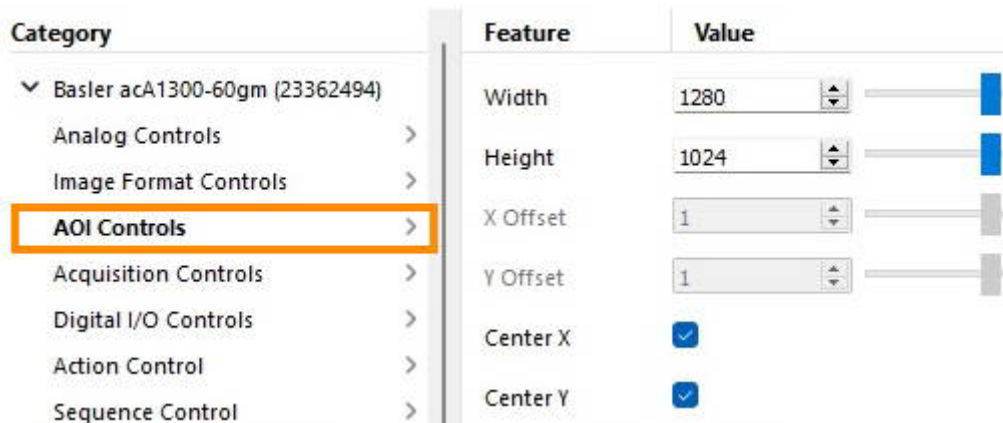 Category
Basler acA1300-60gm (23362494)
Analog Controls
Image Format Controls
AOI Controls
Acquisition Controls
Digital I/O Controls
Action Control
Sequence Control
Feature Value
Width 1280
Height 1024
X Offset 1
Y Offset 1
Center X
Center Y